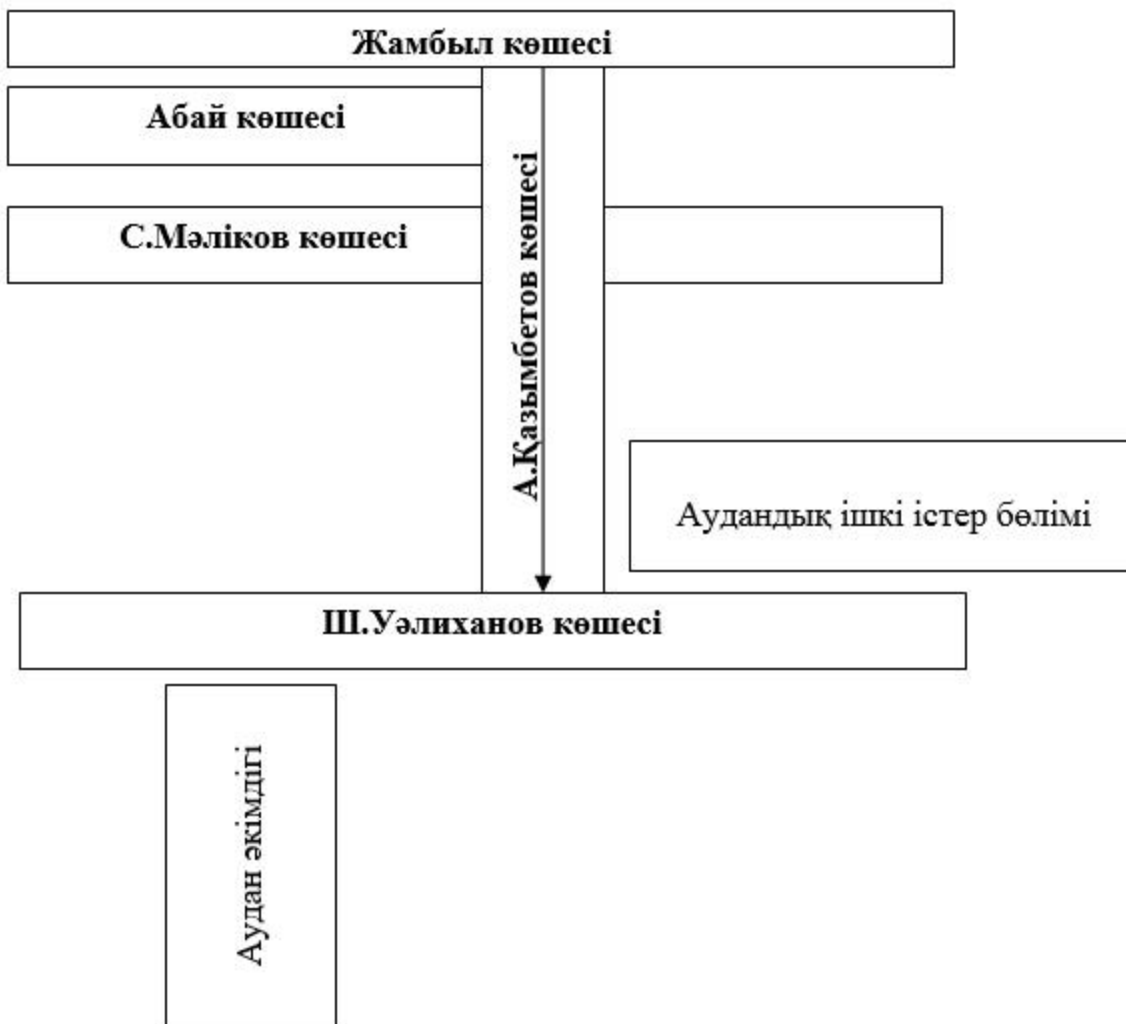 Жамбыл көшесі
Абай көшесі
С.Мәліков көшесі
А.Қазымбетов көшесі
Аудандық ішкі істер бөлімі
Ш.Уәлиханов көшесі
Аудан әкімдігі